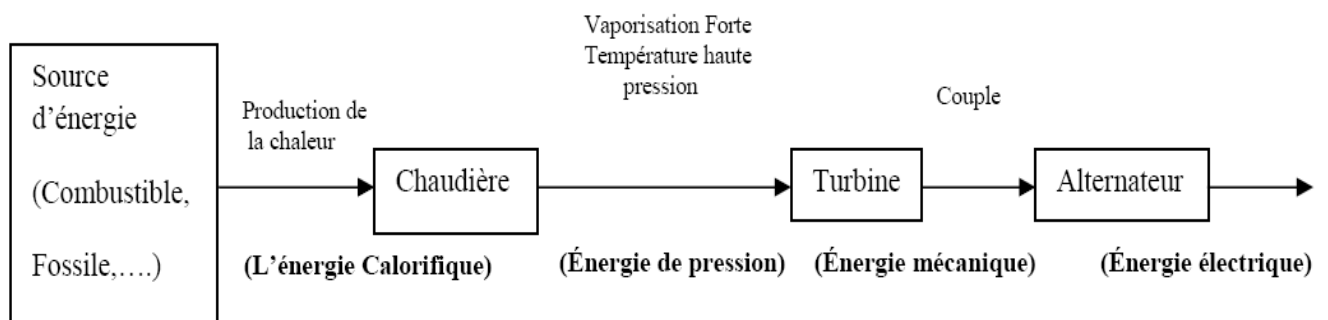 Source
d’énergie
(Combustible,
Fossile,….)
Production de
la chaleur
(L’énergie Calorifique)
Chaudière
Vaporisation Forte
Température haute
pression
(Énergie de pression)
Turbine
Couple
(Énergie mécanique)
Alternateur
(Énergie électrique)